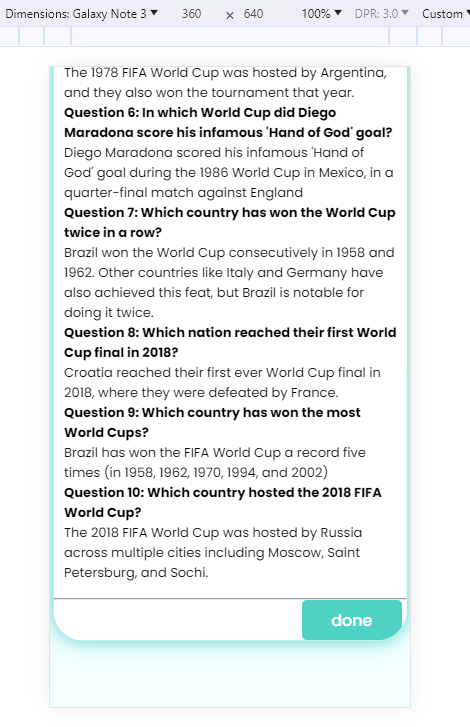 Dimensions: Galaxy Note 3 ▼ 360 × 640 100% ▼ DPR: 3.0 ▼ Custom
The 1978 FIFA World Cup was hosted by Argentina,
and they also won the tournament that year.
Question 6: In which World Cup did Diego
Maradona score his infamous 'Hand of God' goal?
Diego Maradona scored his infamous 'Hand of
God' goal during the 1986 World Cup in Mexico, in a
quarter-final match against England
Question 7: Which country has won the World Cup
twice in a row?
Brazil won the World Cup consecutively in 1958 and
1962. Other countries like Italy and Germany have
also achieved this feat, but Brazil is notable for
doing it twice.
Question 8: Which nation reached their first World
Cup final in 2018?
Croatia reached their first ever World Cup final in
2018, where they were defeated by France.
Question 9: Which country has won the most
World Cups?
Brazil has won the FIFA World Cup a record five
times (in 1958, 1962, 1970, 1994, and 2002)
Question 10: Which country hosted the 2018 FIFA
World Cup?
The 2018 FIFA World Cup was hosted by Russia
across multiple cities including Moscow, Saint
Petersburg, and Sochi.
done